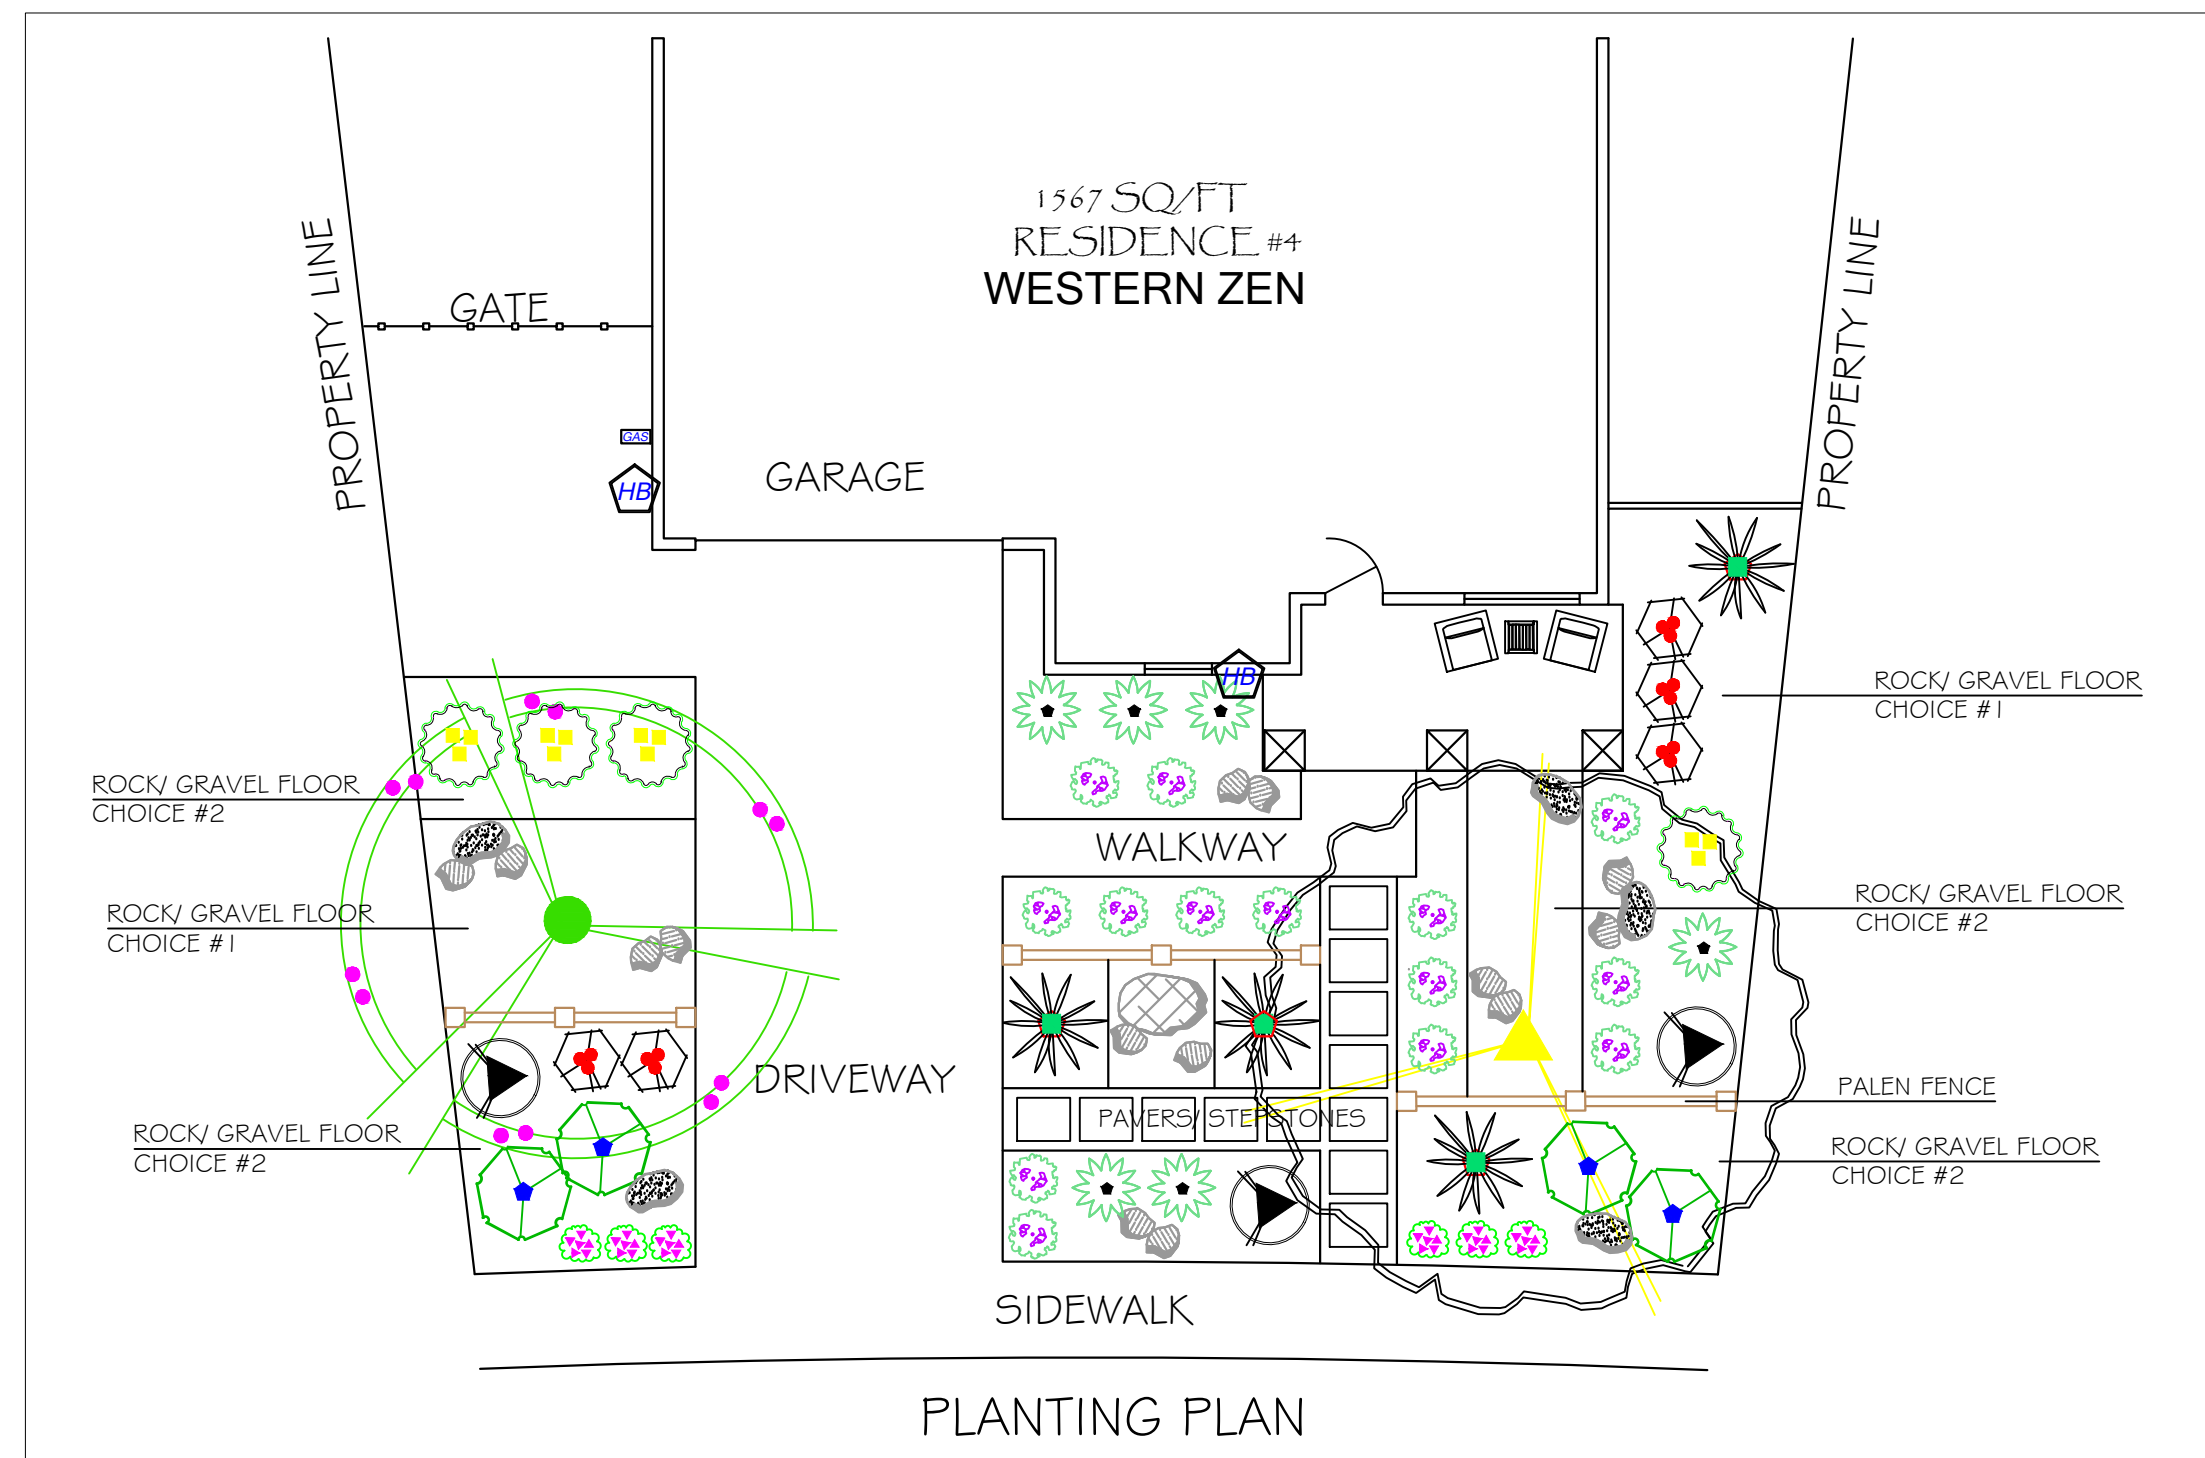 1567 SQ/FT
RESIDENCE #4
WESTERN ZEN
PROPERTY LINE
PROPERTY LINE
GATE
GAS
HB
GARAGE
HB
ROCK/ GRAVEL FLOOR
CHOICE #1
ROCK/ GRAVEL FLOOR
CHOICE #2
WALKWAY
ROCK/ GRAVEL FLOOR
CHOICE #2
ROCK/ GRAVEL FLOOR
CHOICE #1
DRIVEWAY
PALEN FENCE
PAVERS/ STEPSTONES
ROCK/ GRAVEL FLOOR
CHOICE #2
ROCK/ GRAVEL FLOOR
CHOICE #2
SIDEWALK
PLANTING PLAN